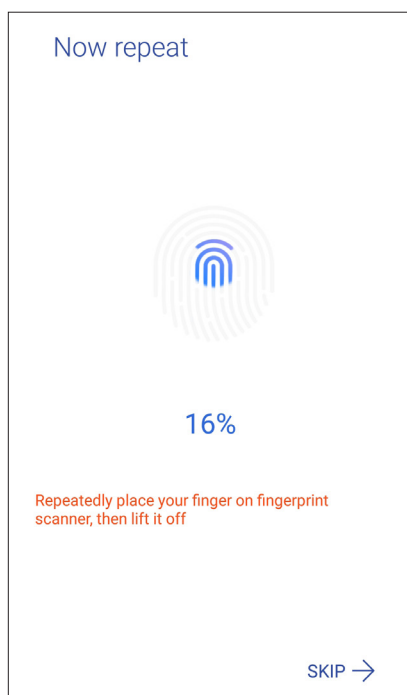 Now repeat
16%
Repeatedly place your finger on fingerprint
scanner, then lift it off
SKIP